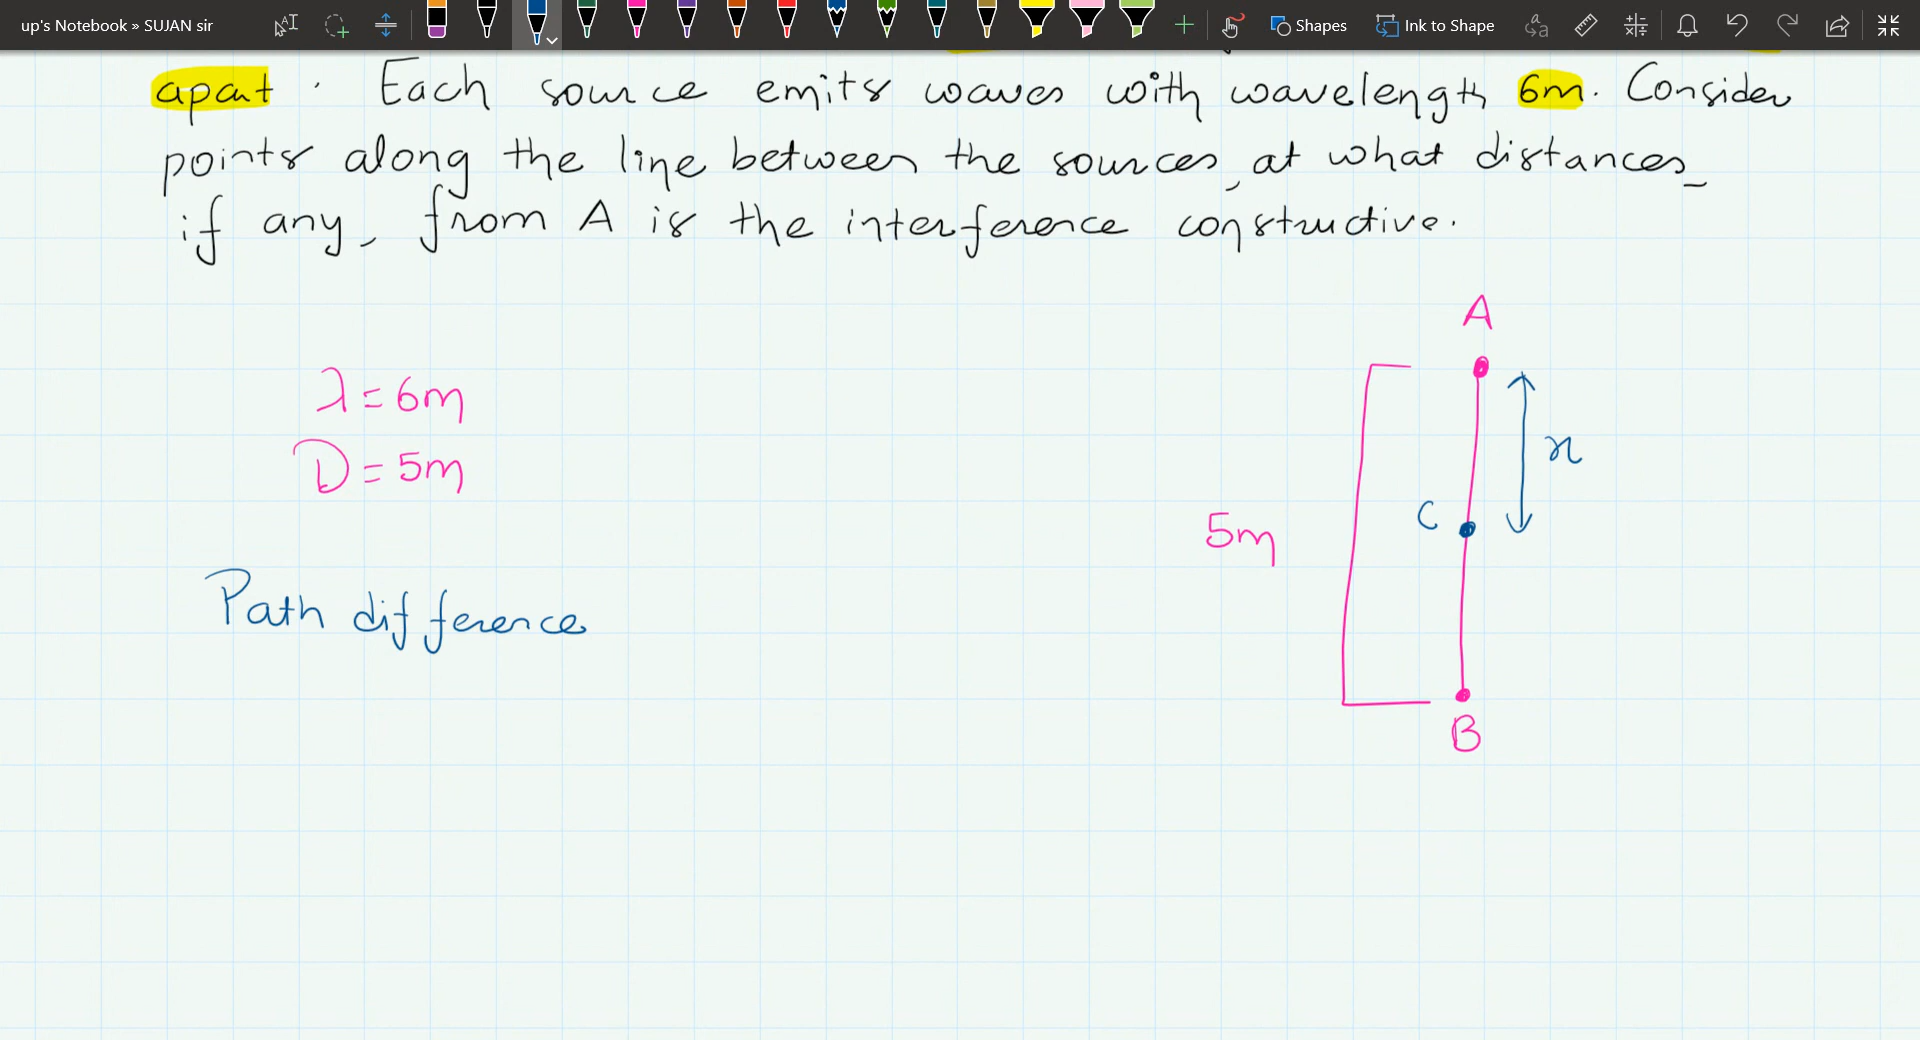 up's Notebook » SUJAN sir
Shapes
Ink to Shape
apart. Each source emits waves with wavelength 6m. Consider
points along the line between the sources, at what distances,
if any, from A is the interference constructive.
A
λ = 6m
x
D = 5m
C
5m
Path difference
B